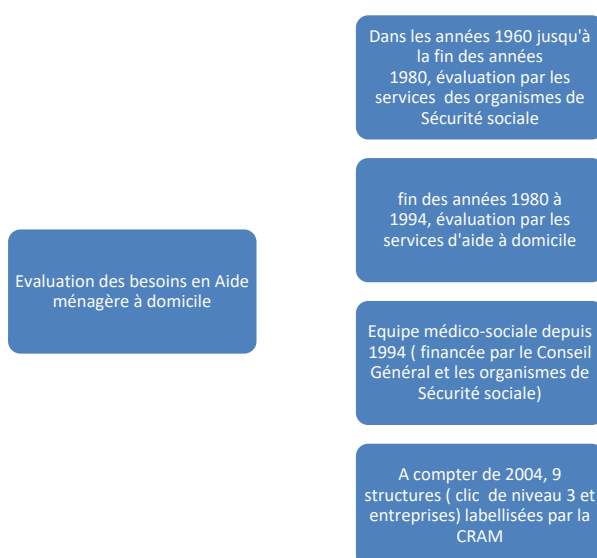 Dans les années 1960 jusqu'à
la fin des années
1980, évaluation par les
services des organismes de
Sécurité sociale
fin des années 1980 à
1994, évaluation par les
services d'aide à domicile
Evaluation des besoins en Aide
ménagère à domicile
Equipe médico-sociale depuis
1994 ( financée par le Conseil
Général et les organismes de
Sécurité sociale)
A compter de 2004, 9
structures ( clic de niveau 3 et
entreprises) labellisées par la
CRAM